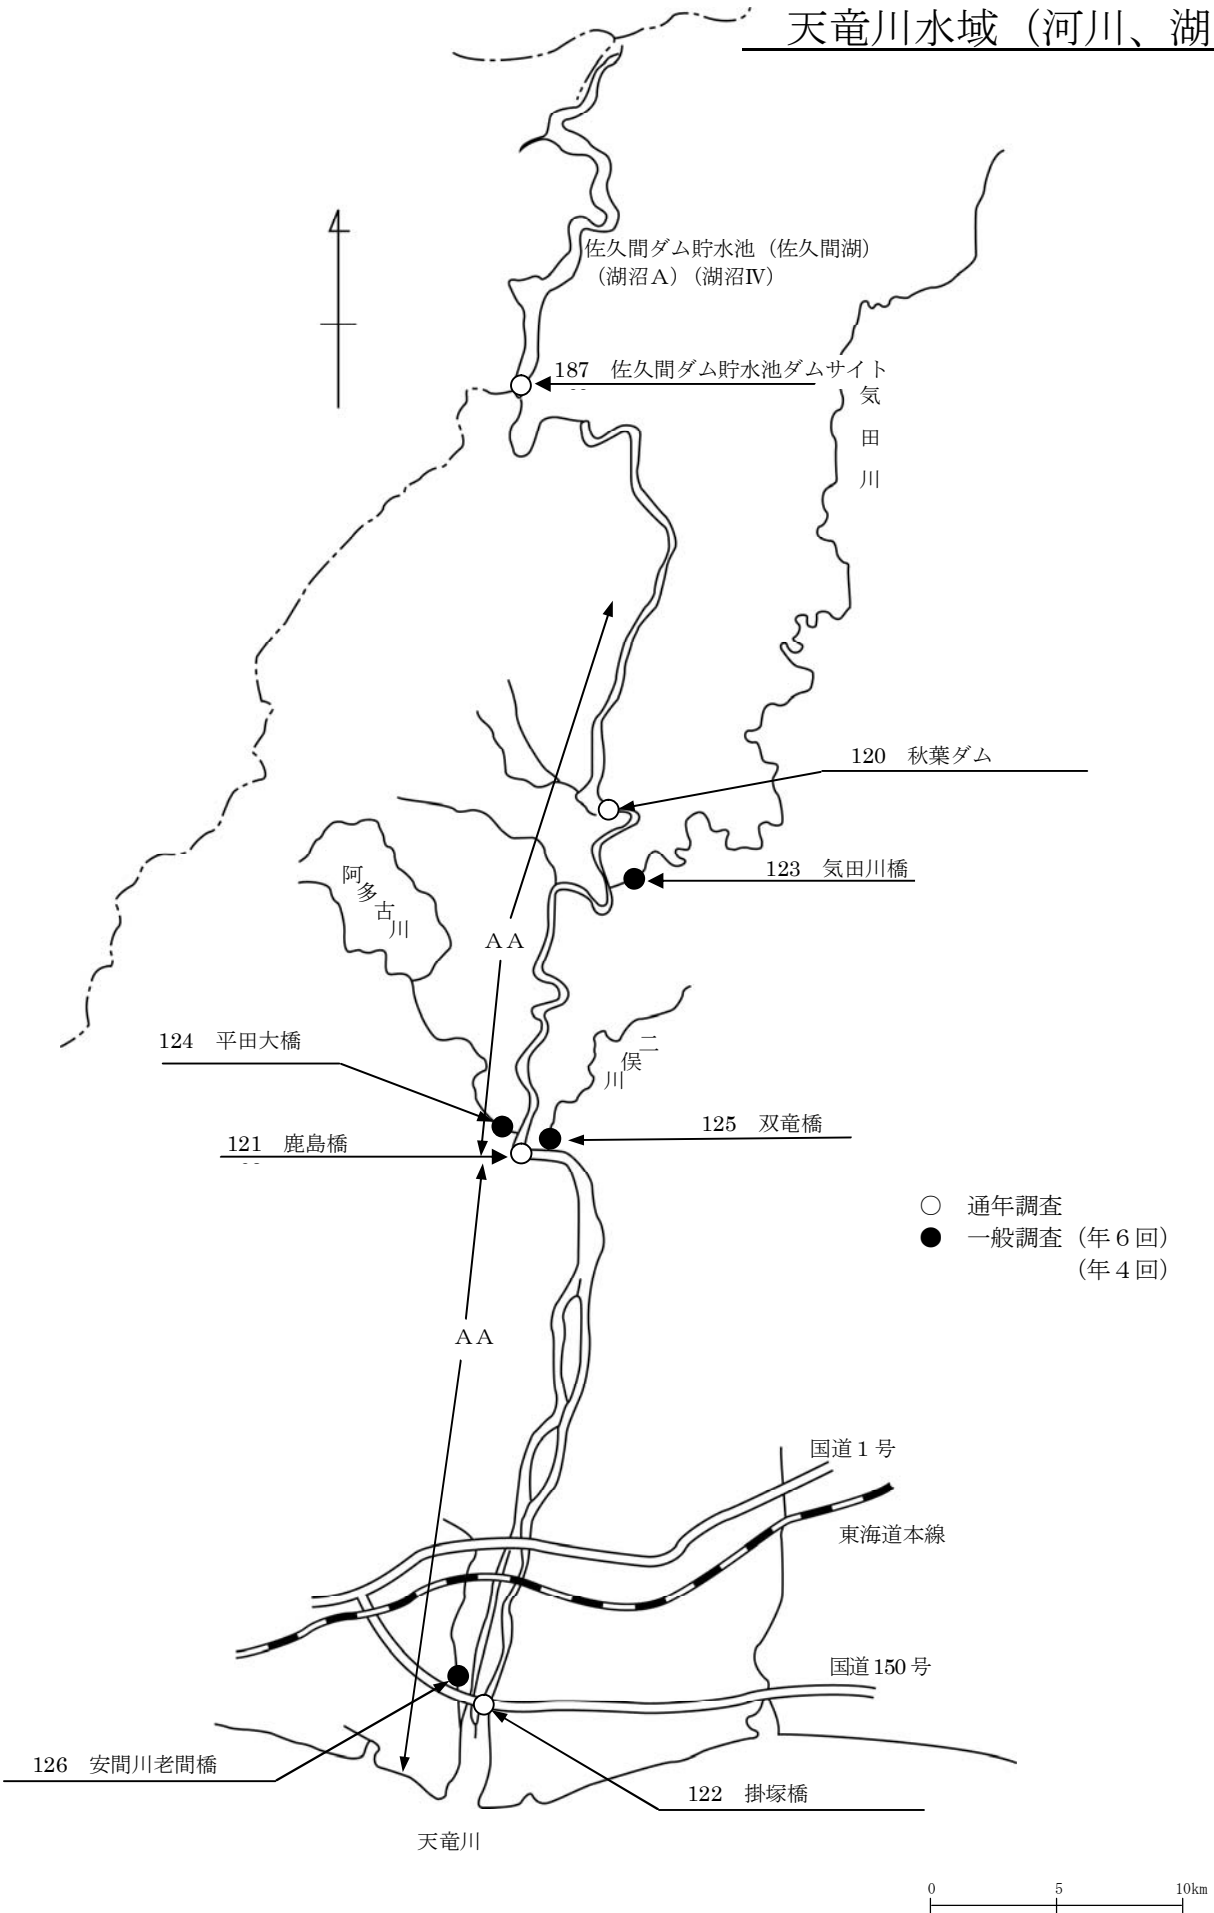 天竜川水域（河川、湖
佐久間ダム貯水池（佐久間湖）
（湖沼Ａ）（湖沼Ⅳ）
187　佐久間ダム貯水池ダムサイト
気田川
120　秋葉ダム
123　気田川橋
阿多古川
ＡＡ
124　平田大橋
二俣川
125　双竜橋
121　鹿島橋
○　通年調査
●　一般調査（年６回）
（年４回）
ＡＡ
国道１号
東海道本線
国道150号
126　安間川老間橋
122　掛塚橋
天竜川
0　5　10km